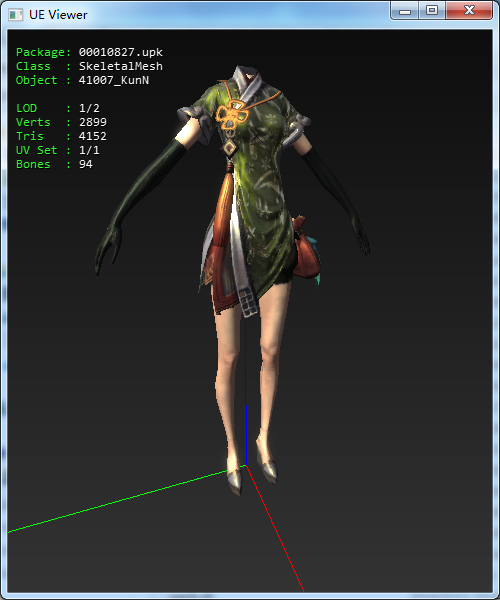 UE Viewer
Package: 00010827.upk
Class : SkeletalMesh
Object : 41007_KunN
LOD : 1/2
Verts : 2899
Tris : 4152
UV Set : 1/1
Bones : 94